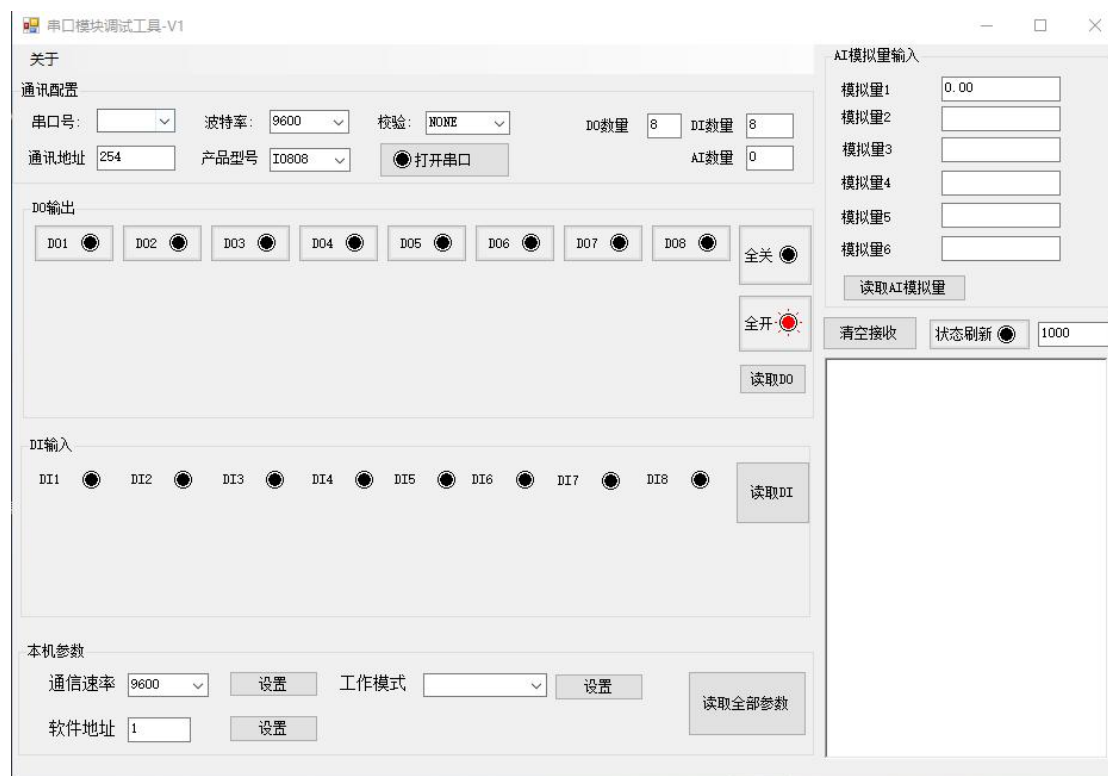 串口模块调试工具-V1
关于
通讯配置
串口号: 波特率: 9600 校验: NONE DO数量 8 DI数量 8
通讯地址 254 产品型号 IO808 打开串口 AI数量 0
DO输出
DO1 DO2 DO3 DO4 DO5 DO6 DO7 DO8 全关
全开
读取DO
DI输入
DI1 DI2 DI3 DI4 DI5 DI6 DI7 DI8 读取DI
本机参数
通信速率 9600 设置 工作模式 设置 读取全部参数
软件地址 1 设置
AI模拟量输入
模拟量1 0.00
模拟量2
模拟量3
模拟量4
模拟量5
模拟量6
读取AI模拟量
清空接收 状态刷新 1000